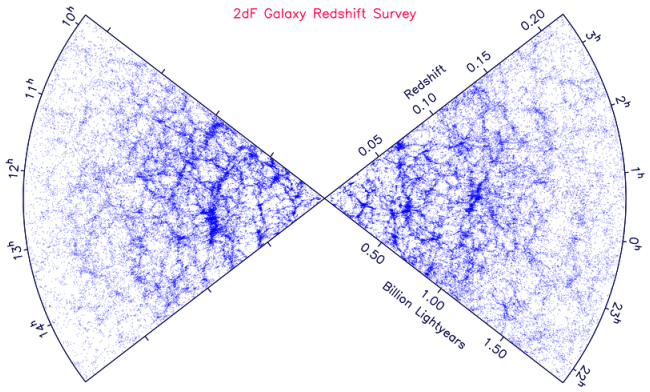 2dF Galaxy Redshift Survey
10h
11h
12h
13h
14h
Redshift
0.05
0.10
0.15
0.20
3h
2h
1h
0h
23h
22h
0.50
1.00
1.50
Billion Lightyears